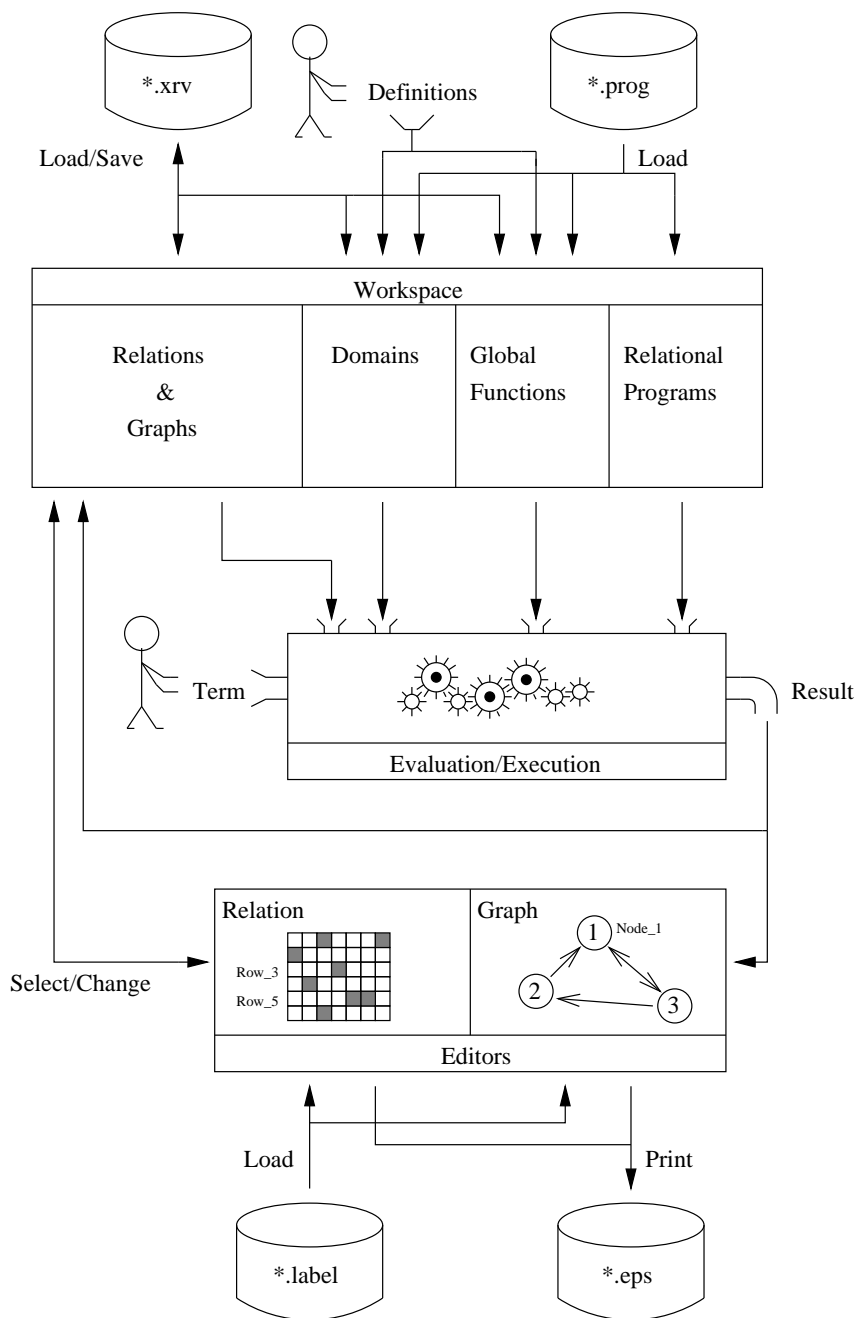 *.xrv
Definitions
*.prog
Load/Save
Load
Workspace
Relations
&
Graphs
Domains
Global
Functions
Relational
Programs
Term
Result
Evaluation/Execution
Relation
Row_3
Row_5
Graph
1
Node_1
2
3
Select/Change
Editors
Load
Print
*.label
*.eps